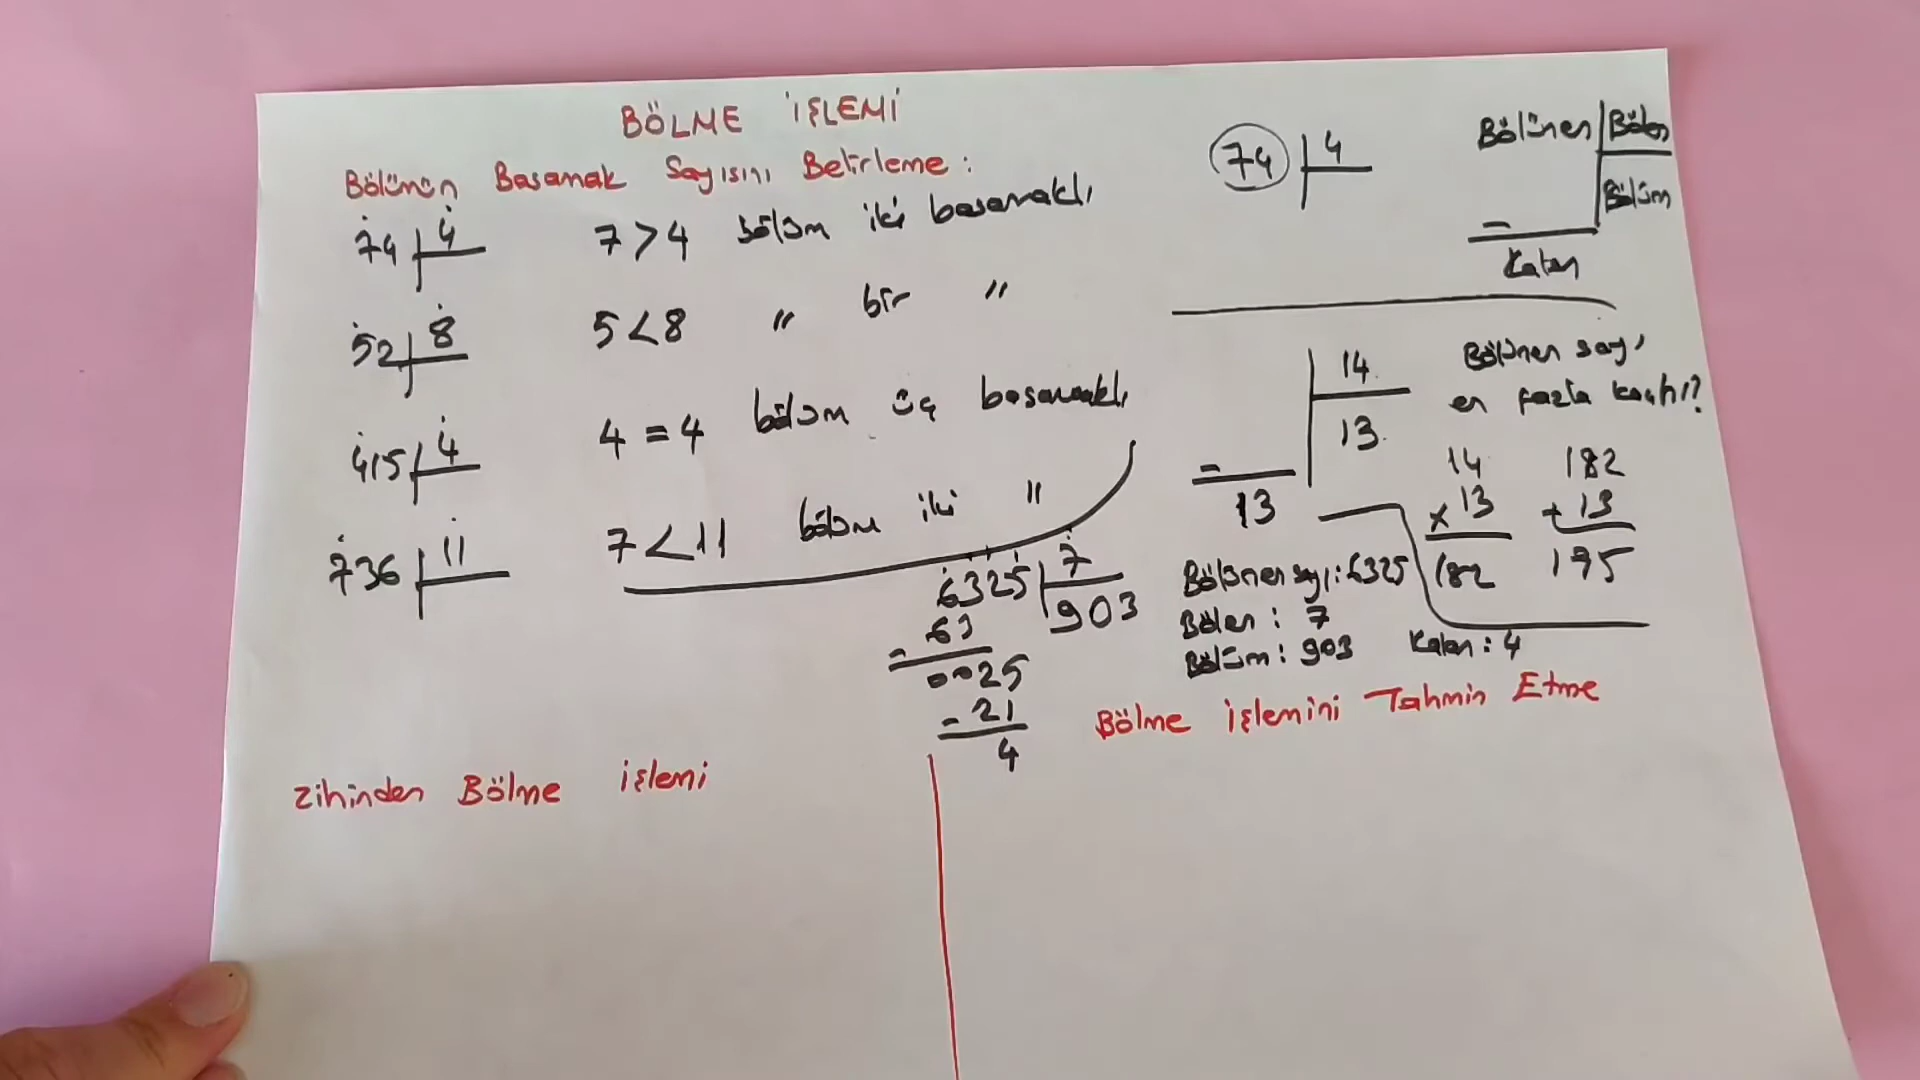 BÖLME İŞLEMİ
Bölümün Basamak Sayısını Belirleme:
74 4 7 > 4 Bölüm iki basamaklı
52 8 5 < 8 " bir "
415 4 4 = 4 bölüm üç basamaklı
736 11 7 < 11 bölüm iki "
6325 7
903
- 63
0025
- 21
4
74 4
Bölünen Bölen
Bölüm
-
Kalan
14
13
-
13
Bölünen sayı
en fazla kaçtır?
14
x 13
182
182
+ 13
195
Bölünen sayı: 6325
Bölen: 7
Bölüm: 903 Kalan: 4
Zihinden Bölme işlemi
Bölme işlemini Tahmin Etme